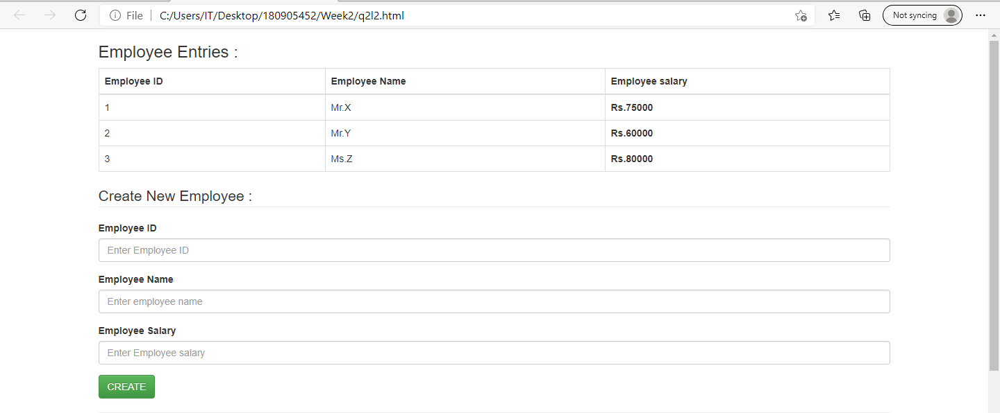 File C:/Users/IT/Desktop/180905452/Week2/q2l2.html Not syncing
Employee Entries :
Employee ID Employee Name Employee salary
1 Mr.X Rs.75000
2 Mr.Y Rs.60000
3 Ms.Z Rs.80000
Create New Employee :
Employee ID
Enter Employee ID
Employee Name
Enter employee name
Employee Salary
Enter Employee salary
CREATE